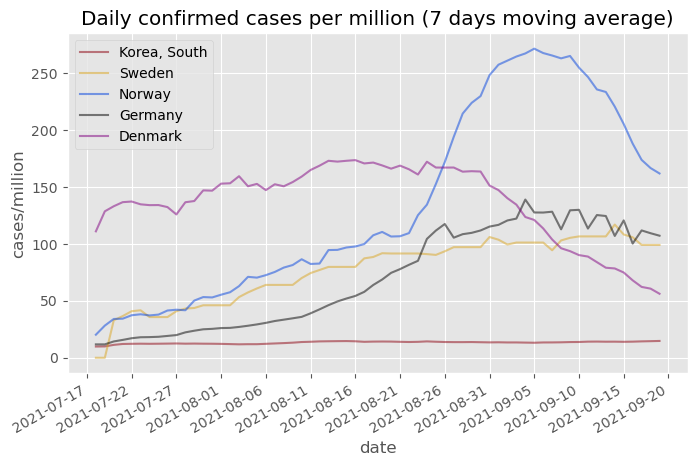 Daily confirmed cases per million (7 days moving average)
Korea, South
Sweden
Norway
Germany
Denmark
cases/million
250
200
150
100
50
0
2021-07-17
2021-07-22
2021-07-27
2021-08-01
2021-08-06
2021-08-11
2021-08-16
2021-08-21
2021-08-26
2021-08-31
2021-09-05
2021-09-10
2021-09-15
2021-09-20
date